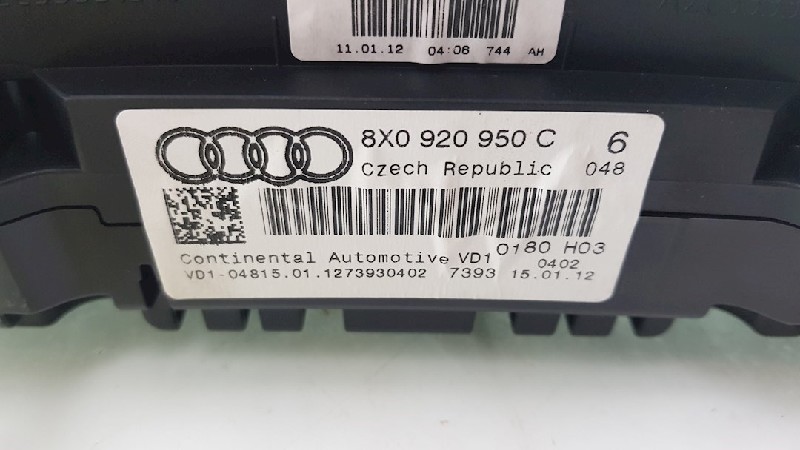 11.01.12 04:06 744 AH
8X0 920 950 C 6
Czech Republic 048
0180 H03
Continental Automotive VD1 0402
VD1-04815.01.1273930402 7393 15.01.12